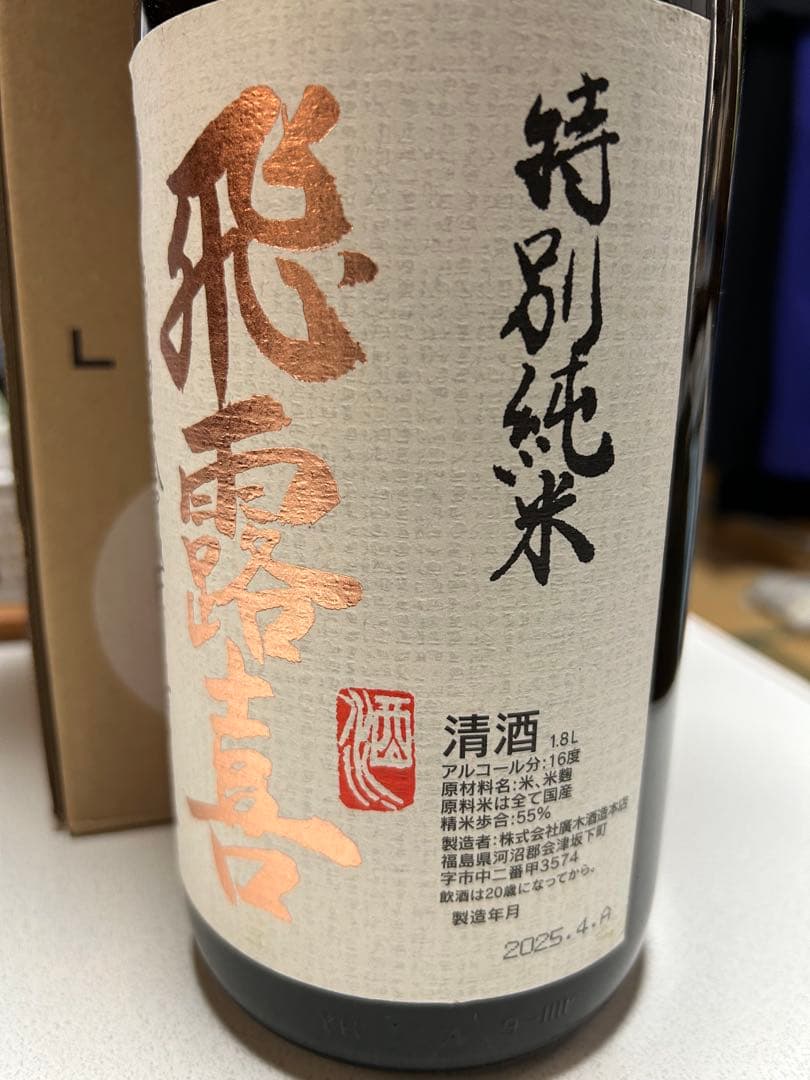 特別純米
飛露喜
酒
清酒 1.8L
アルコール分:16度
原材料名:米、米麹
原料米は全て国産
精米歩合:55%
製造者:株式会社廣木酒造本店
福島県河沼郡会津坂下町
字市中二番甲3574
飲酒は20歳になってから。
製造年月
2025.4.A
L